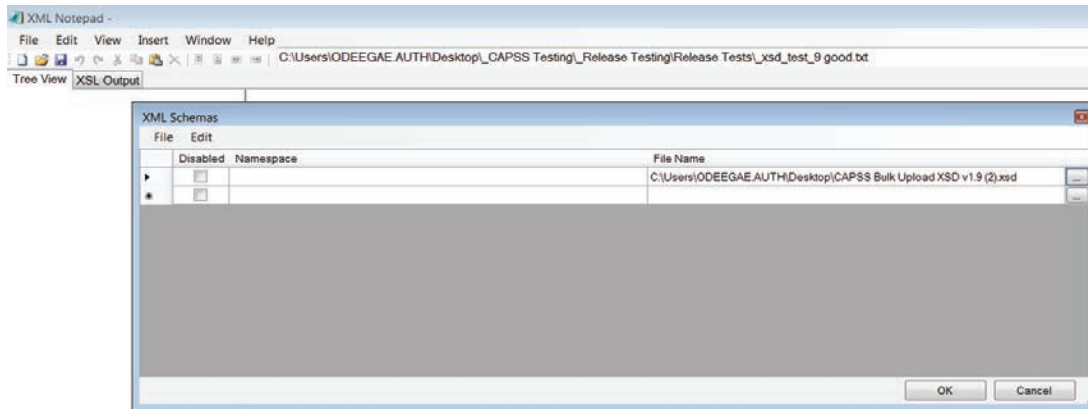 XML Notepad -
File Edit View Insert Window Help
C:\Users\ODEEGAE.AUTH\Desktop\_CAPSS Testing\_Release Testing\Release Tests\_xsd_test_9 good.txt
Tree View XSL Output
XML Schemas
File Edit
Disabled Namespace File Name
C:\Users\ODEEGAE.AUTH\Desktop\CAPSS Bulk Upload XSD v1.9 (2).xsd ...
...
OK Cancel